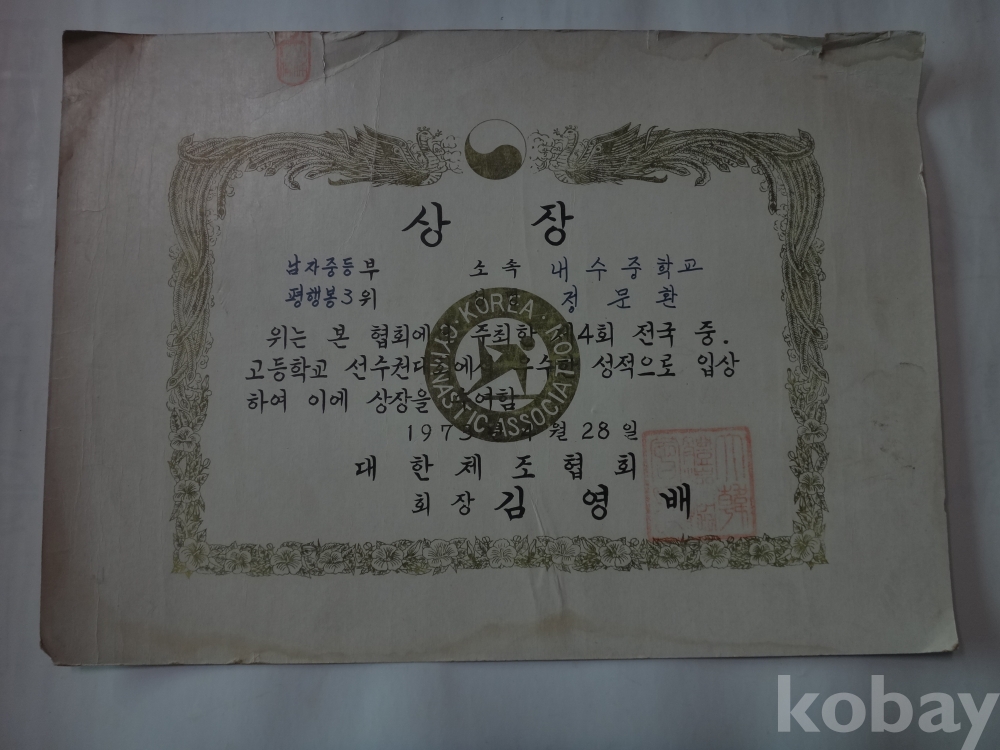 상 장
남자중등부 소속 내수중학교
평행봉3위 성명 정문환
위는 본 협회에서 주최한 제4회 전국 중.
고등학교 선수권대회에서 우수한 성적으로 입상
하여 이에 상장을 수여함
197 월 28일
대한체조협회
회장 김영배
KOREA GYMNASTIC ASSOCIATION
kobay